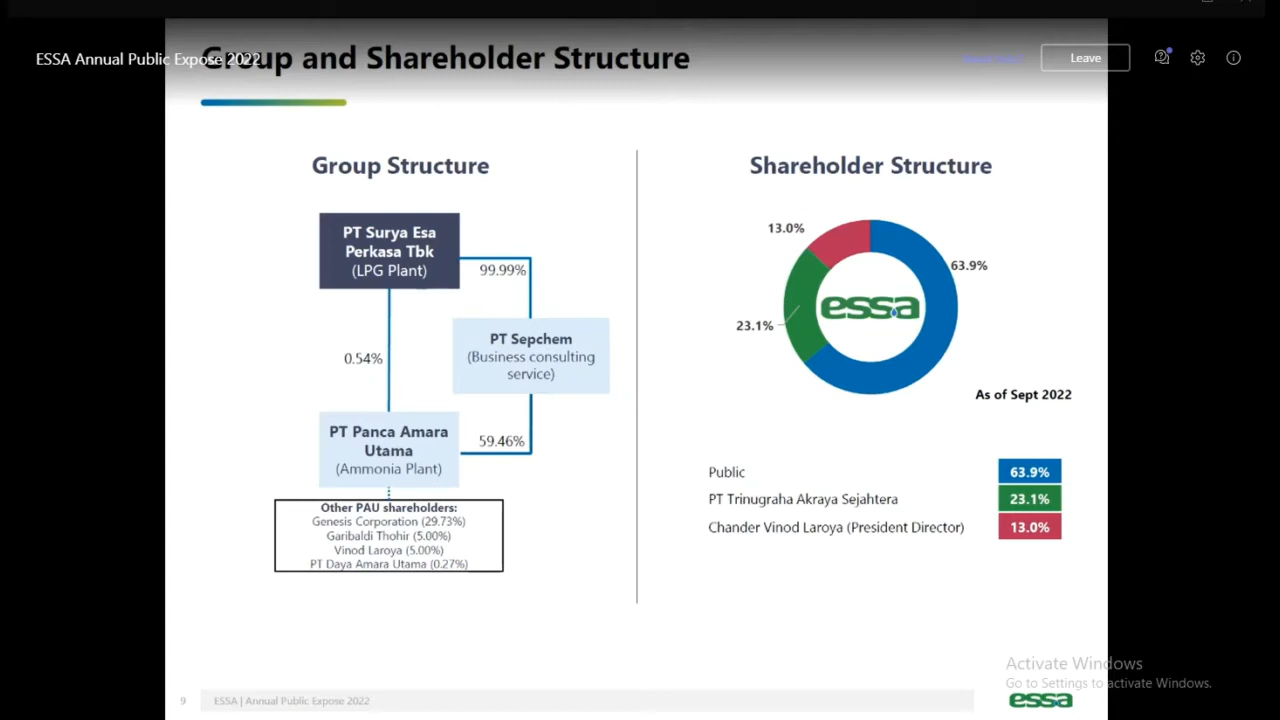 ESSA Annual Public Expose 2022
Group and Shareholder Structure
Leave
Group Structure
PT Surya Esa
Perkasa Tbk
(LPG Plant)
99.99%
PT Sepchem
(Business consulting
service)
0.54%
PT Panca Amara
Utama
(Ammonia Plant)
59.46%
Other PAU shareholders:
Genesis Corporation (29.73%)
Garibaldi Thohir (5.00%)
Vinod Laroya (5.00%)
PT Daya Amara Utama (0.27%)
Shareholder Structure
13.0%
63.9%
essa
23.1%
As of Sept 2022
Public 63.9%
PT Trinugraha Akraya Sejahtera 23.1%
Chander Vinod Laroya (President Director) 13.0%
Activate Windows
Go to Settings to activate Windows.
9 ESSA | Annual Public Expose 2022
essa